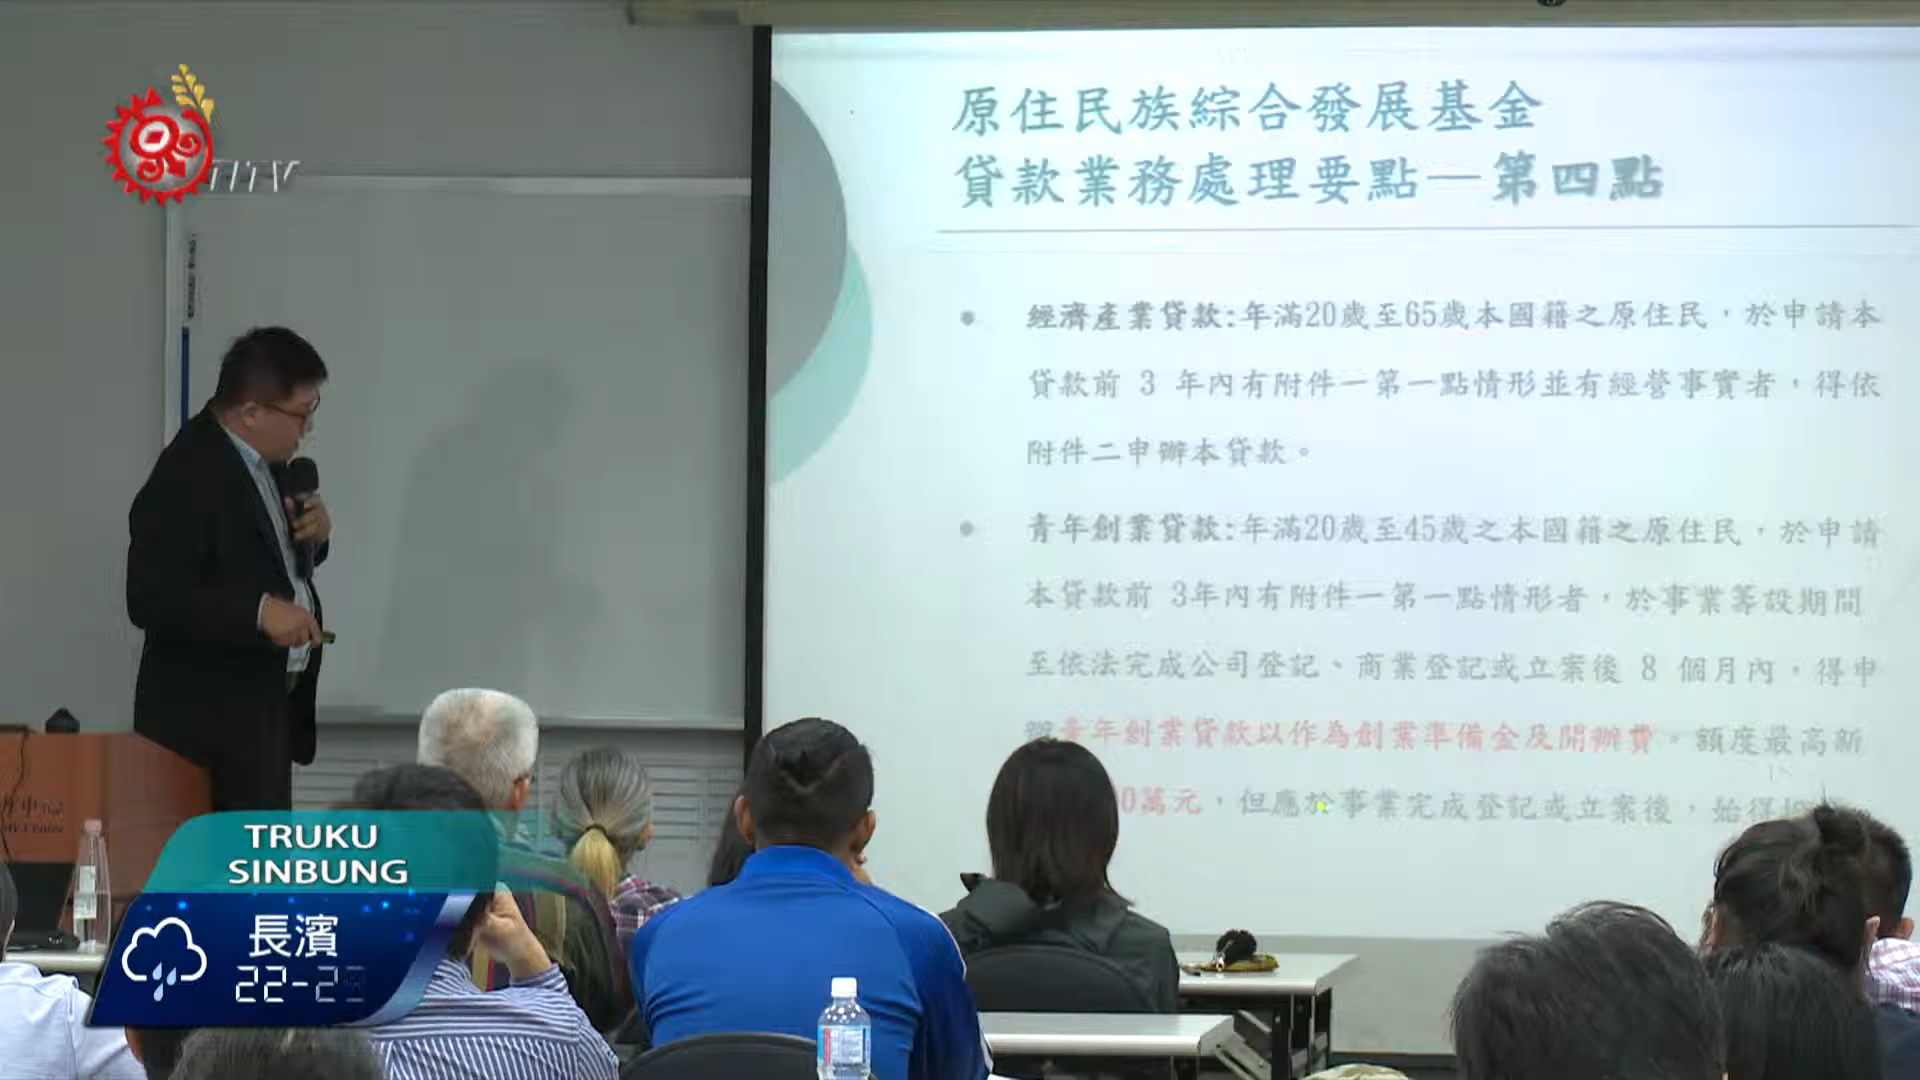 TITV
原住民族綜合發展基金
貸款業務處理要點—第四點
經濟產業貸款:年滿20歲至65歲本國籍之原住民，於申請本
貸款前 3 年內有附件一第一點情形並有經營事實者，得依
附件二申辦本貸款。
青年創業貸款:年滿20歲至45歲之本國籍之原住民，於申請
本貸款前 3年內有附件一第一點情形者，於事業籌設期間
至依法完成公司登記、商業登記或立案後 8 個月內，得申
辦青年創業貸款以作為創業準備金及開辦費。額度最高新
0萬元，但應於事業完成登記或立案後，始得
TRUKU
SINBUNG
長濱
22-2